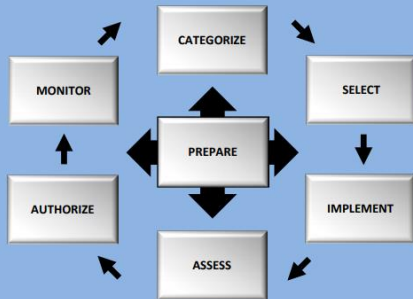 CATEGORIZE
MONITOR
SELECT
PREPARE
AUTHORIZE
IMPLEMENT
ASSESS